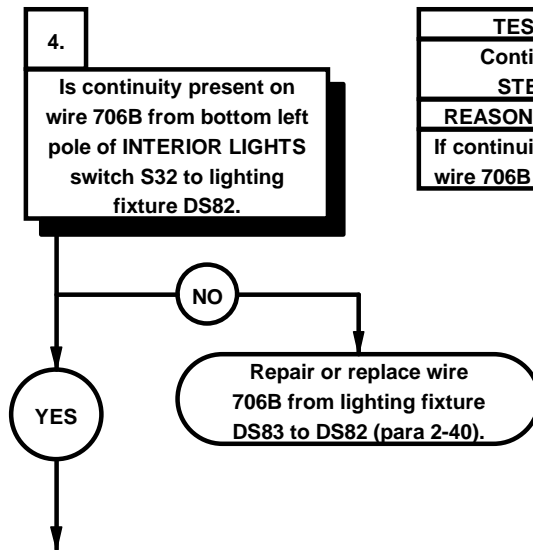 4.
Is continuity present on
wire 706B from bottom left
pole of INTERIOR LIGHTS
switch S32 to lighting
fixture DS82.
TES
Conti
STE
REASON
If continui
wire 706B
NO
Repair or replace wire
706B from lighting fixture
DS83 to DS82 (para 2-40).
YES